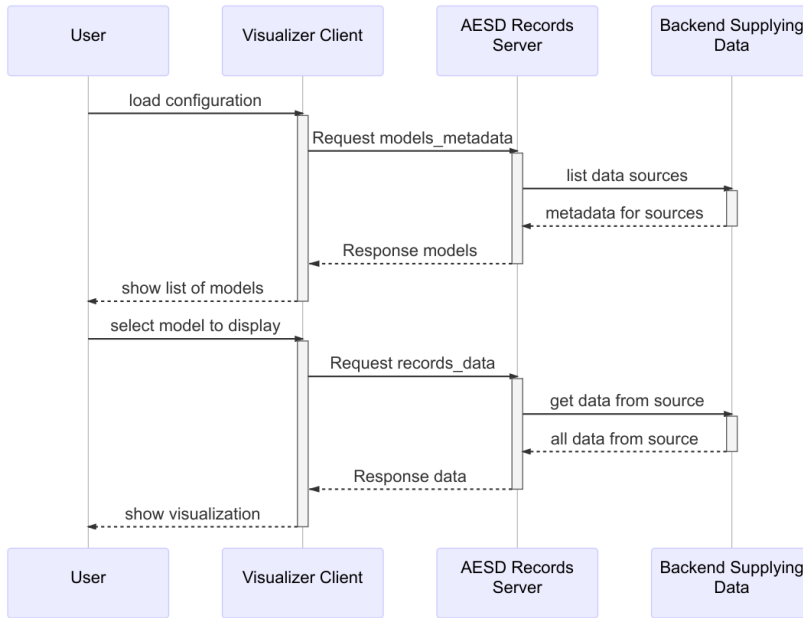 User
Visualizer Client
AESD Records
Server
Backend Supplying
Data
load configuration
Request models_metadata
list data sources
metadata for sources
Response models
show list of models
select model to display
Request records_data
get data from source
all data from source
Response data
show visualization
User
Visualizer Client
AESD Records
Server
Backend Supplying
Data